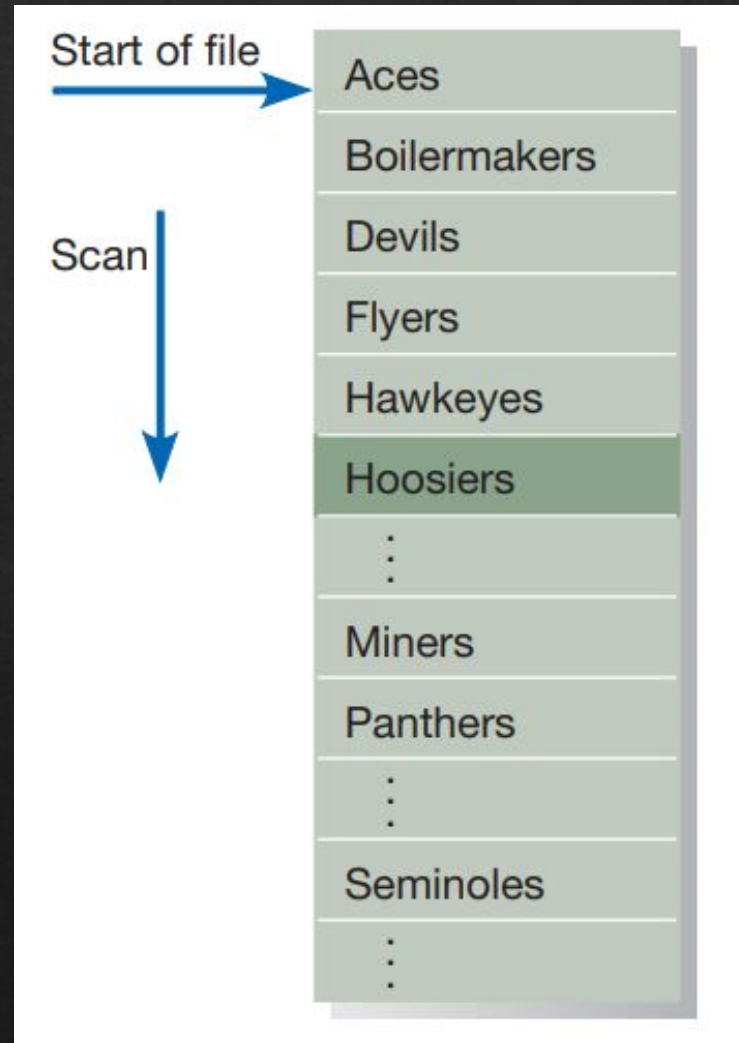 Start of file
Aces
Boilermakers
Devils
Scan
Flyers
Hawkeyes
Hoosiers
⋮
Miners
Panthers
⋮
Seminoles
⋮